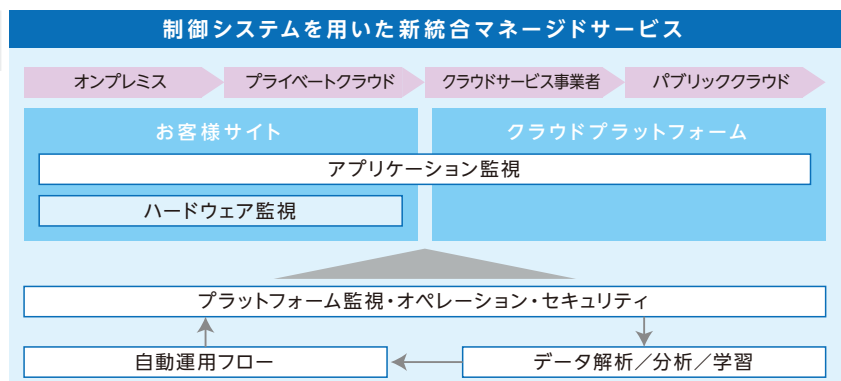 制御システムを用いた新統合マネージドサービス
オンプレミス
プライベートクラウド
クラウドサービス事業者
パブリッククラウド
お客様サイト
クラウドプラットフォーム
アプリケーション監視
ハードウェア監視
プラットフォーム監視・オペレーション・セキュリティ
自動運用フロー
データ解析／分析／学習